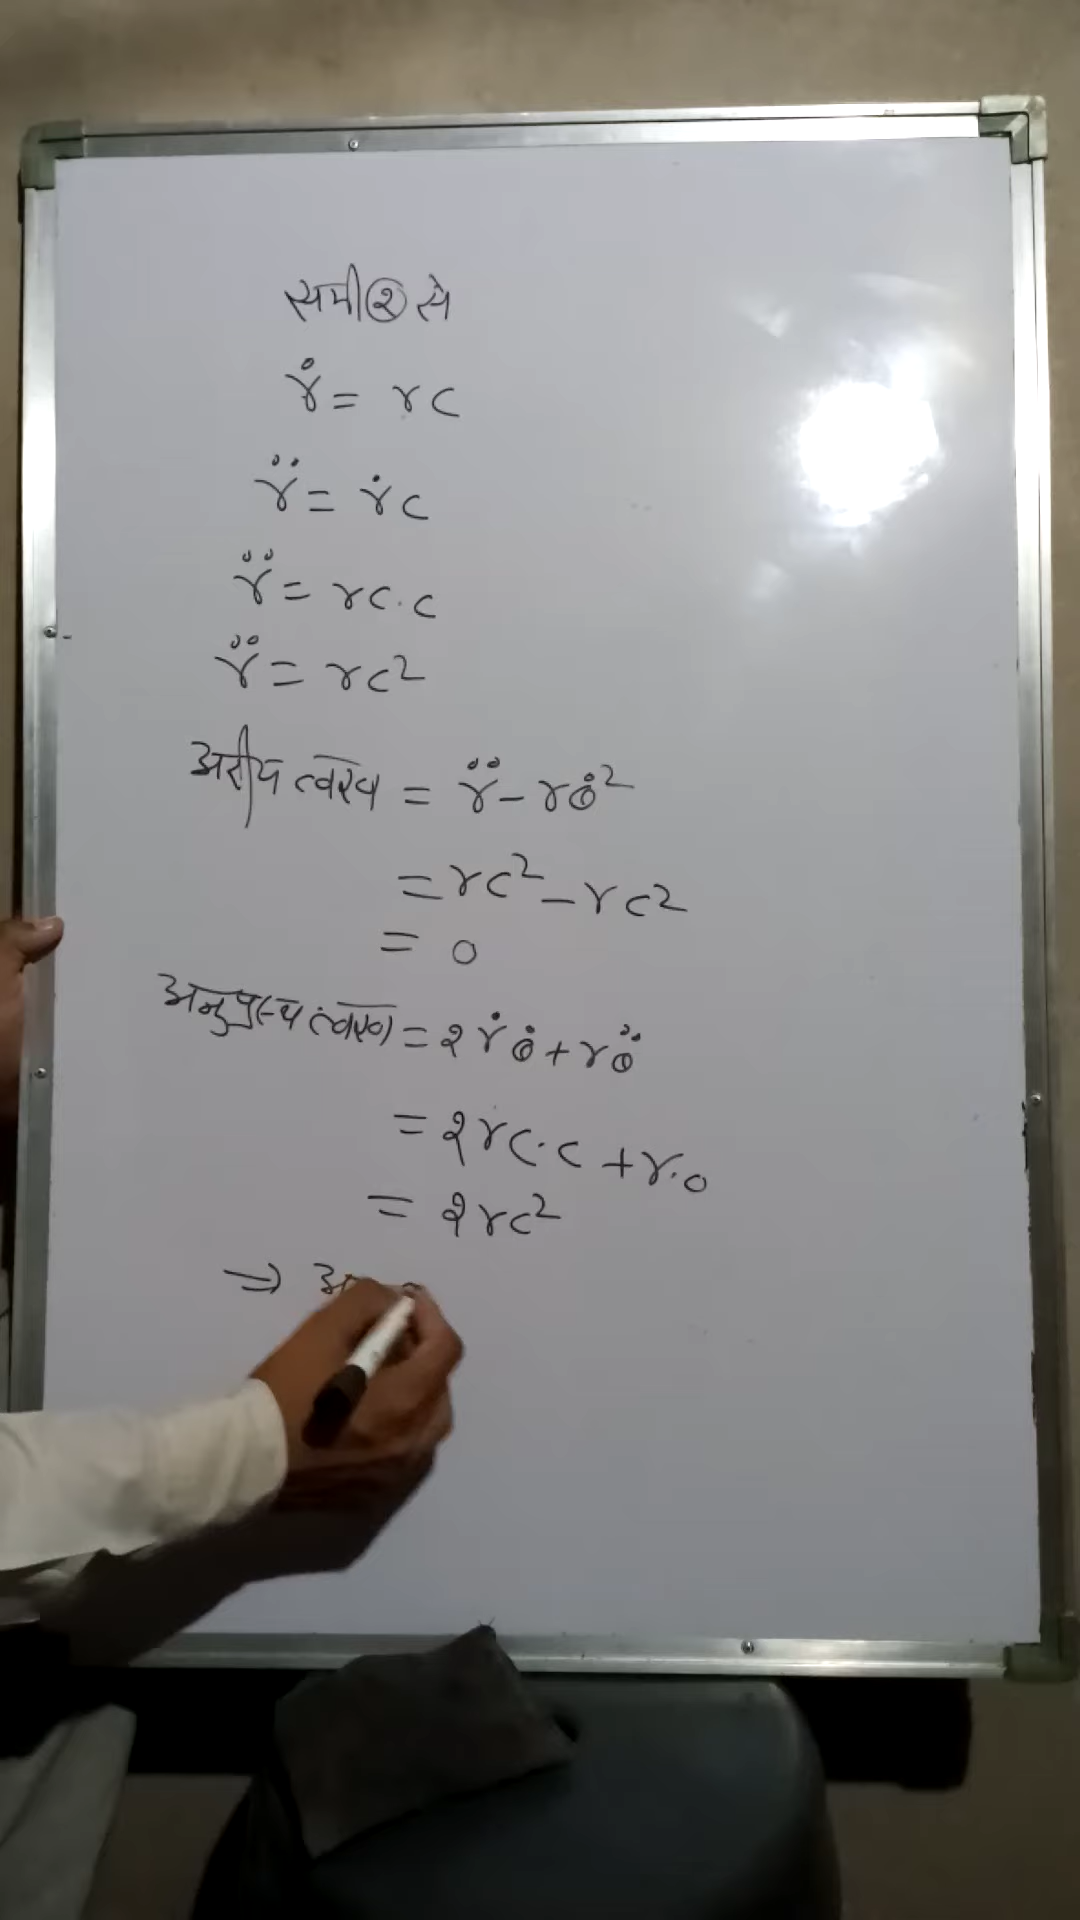 समी② से
ṙ = rc
r̈ = ṙc
r̈ = rc.c
r̈ = rc²
अरीय त्वरण = r̈ - rθ̇²
= rc² - rc²
= 0
अनुप्रस्थ त्वरण = 2ṙθ̇ + rθ̈
= 2rc.c + r.0
= 2rc²
⇒